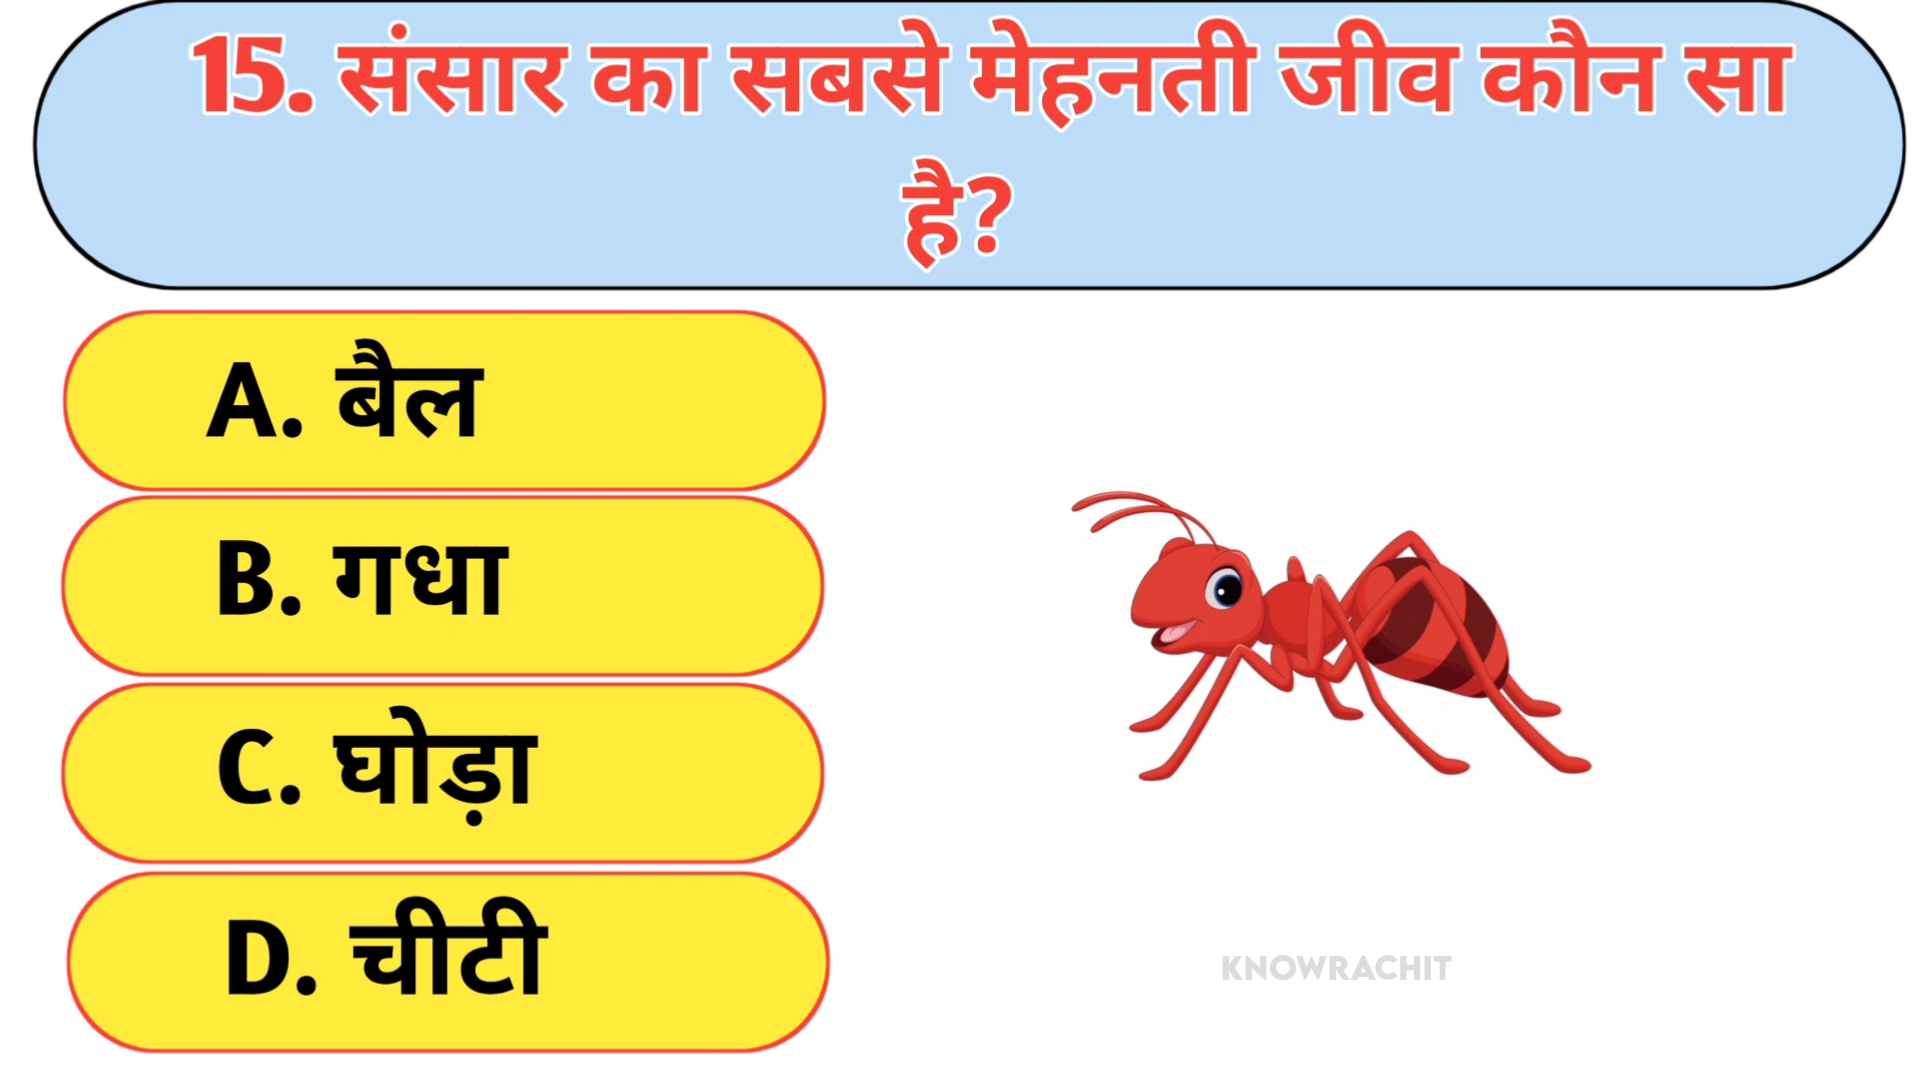 15. संसार का सबसे मेहनती जीव कौन सा
है?
A. बैल
B. गधा
C. घोड़ा
D. चीटी
KNOWRACHIT